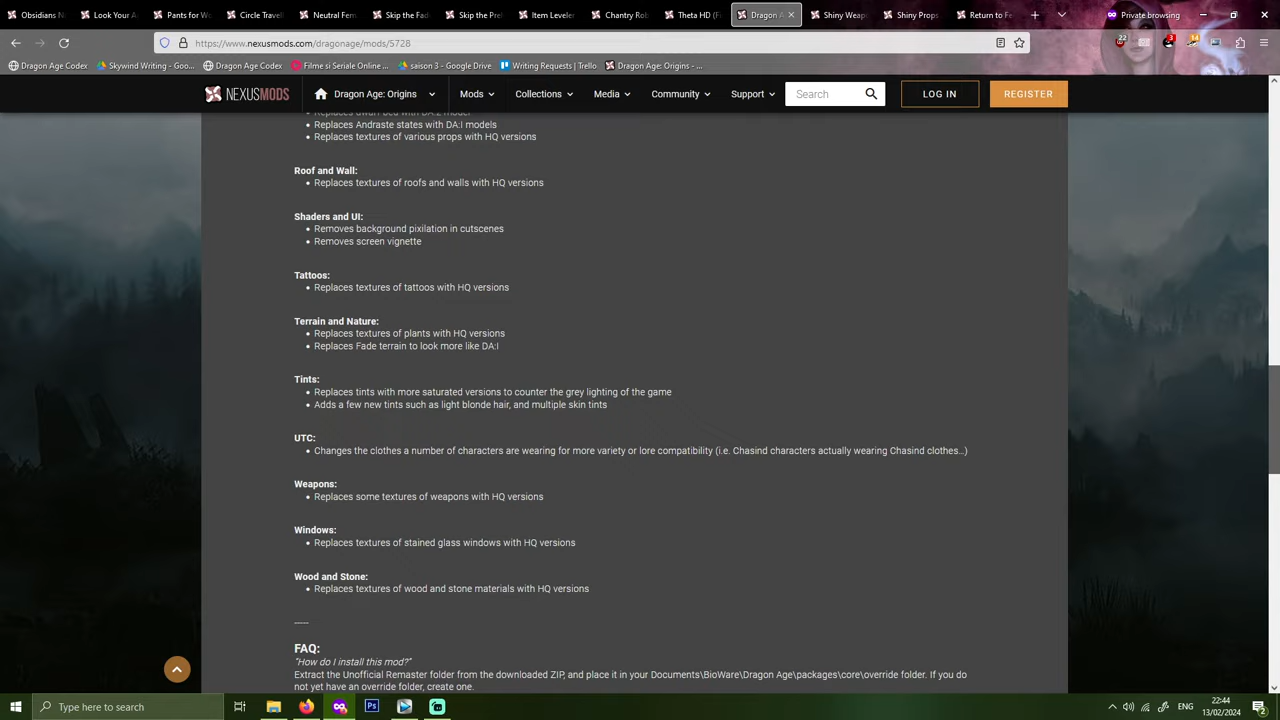 Obsidians N
Look Your A
Pants for W
Circle Travel
Neutral Fem
Skip the Fad
Skip the Pre
Item Leveler
Chantry Rob
Theta HD (F
Dragon A
Shiny Weap
Shiny Props
Return to Fe
Private browsing
https://www.nexusmods.com/dragonage/mods/5728
22
3
14
Dragon Age Codex
Skywind Writing - Goo...
Dragon Age Codex
Filme si Seriale Online ...
saison 3 - Google Drive
Writing Requests | Trello
Dragon Age: Origins - ...
NEXUSMODS
Dragon Age: Origins
Mods
Collections
Media
Community
Support
Search
LOG IN
REGISTER
Replaces dwarf bed with DA:2 model
• Replaces Andraste states with DA:I models
• Replaces textures of various props with HQ versions
Roof and Wall:
• Replaces textures of roofs and walls with HQ versions
Shaders and UI:
• Removes background pixilation in cutscenes
• Removes screen vignette
Tattoos:
• Replaces textures of tattoos with HQ versions
Terrain and Nature:
• Replaces textures of plants with HQ versions
• Replaces Fade terrain to look more like DA:I
Tints:
• Replaces tints with more saturated versions to counter the grey lighting of the game
• Adds a few new tints such as light blonde hair, and multiple skin tints
UTC:
• Changes the clothes a number of characters are wearing for more variety or lore compatibility (i.e. Chasind characters actually wearing Chasind clothes...)
Weapons:
• Replaces some textures of weapons with HQ versions
Windows:
• Replaces textures of stained glass windows with HQ versions
Wood and Stone:
• Replaces textures of wood and stone materials with HQ versions
-----
FAQ:
"How do I install this mod?"
Extract the Unofficial Remaster folder from the downloaded ZIP, and place it in your Documents\BioWare\Dragon Age\packages\core\override folder. If you do
not yet have an override folder, create one.
Type here to search
ENG
22:44
13/02/2024
2